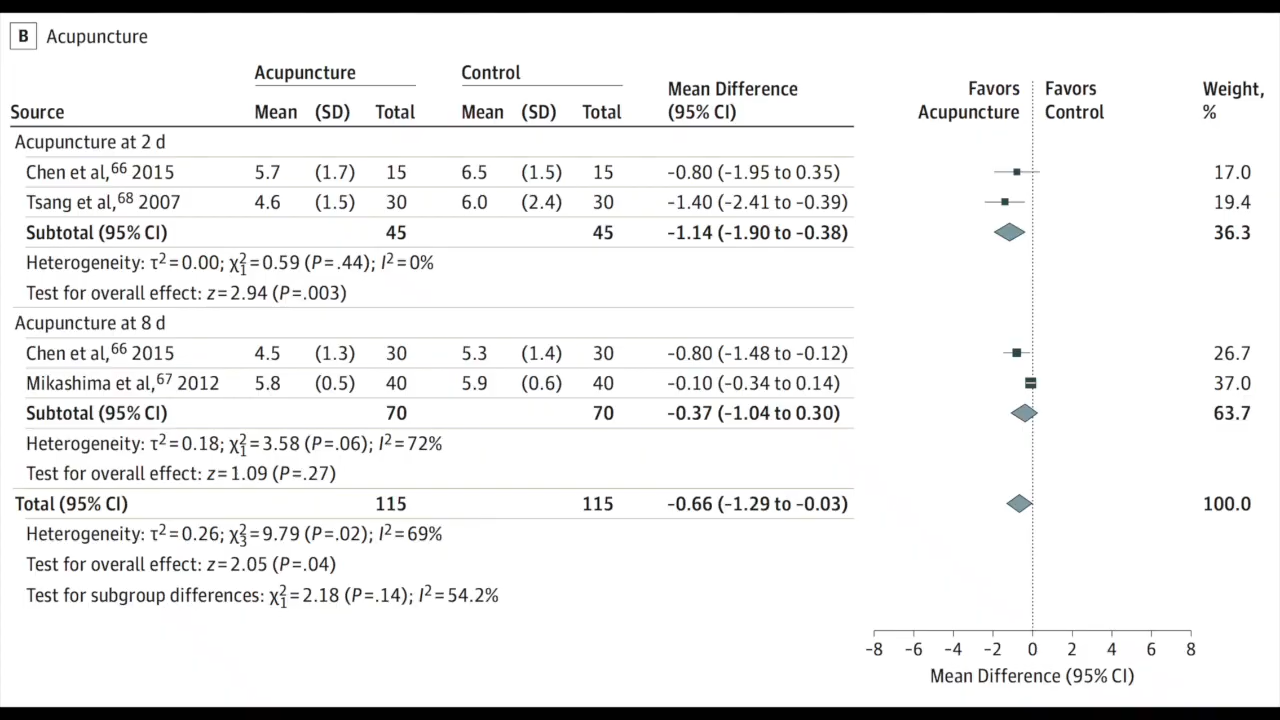 B Acupuncture
Acupuncture Control
Mean Difference (95% CI)
Favors Acupuncture
Favors Control
Weight, %
Source Mean (SD) Total Mean (SD) Total
Acupuncture at 2 d
Chen et al,66 2015 5.7 (1.7) 15 6.5 (1.5) 15 −0.80 (−1.95 to 0.35) 17.0
Tsang et al,68 2007 4.6 (1.5) 30 6.0 (2.4) 30 −1.40 (−2.41 to −0.39) 19.4
Subtotal (95% CI) 45 45 −1.14 (−1.90 to −0.38) 36.3
Heterogeneity: τ²=0.00; χ²₁=0.59 (P=.44); I²=0%
Test for overall effect: z=2.94 (P=.003)
Acupuncture at 8 d
Chen et al,66 2015 4.5 (1.3) 30 5.3 (1.4) 30 −0.80 (−1.48 to −0.12) 26.7
Mikashima et al,67 2012 5.8 (0.5) 40 5.9 (0.6) 40 −0.10 (−0.34 to 0.14) 37.0
Subtotal (95% CI) 70 70 −0.37 (−1.04 to 0.30) 63.7
Heterogeneity: τ²=0.18; χ²₁=3.58 (P=.06); I²=72%
Test for overall effect: z=1.09 (P=.27)
Total (95% CI) 115 115 −0.66 (−1.29 to −0.03) 100.0
Heterogeneity: τ²=0.26; χ²₃=9.79 (P=.02); I²=69%
Test for overall effect: z=2.05 (P=.04)
Test for subgroup differences: χ²₁=2.18 (P=.14); I²=54.2%
-8 -6 -4 -2 0 2 4 6 8
Mean Difference (95% CI)